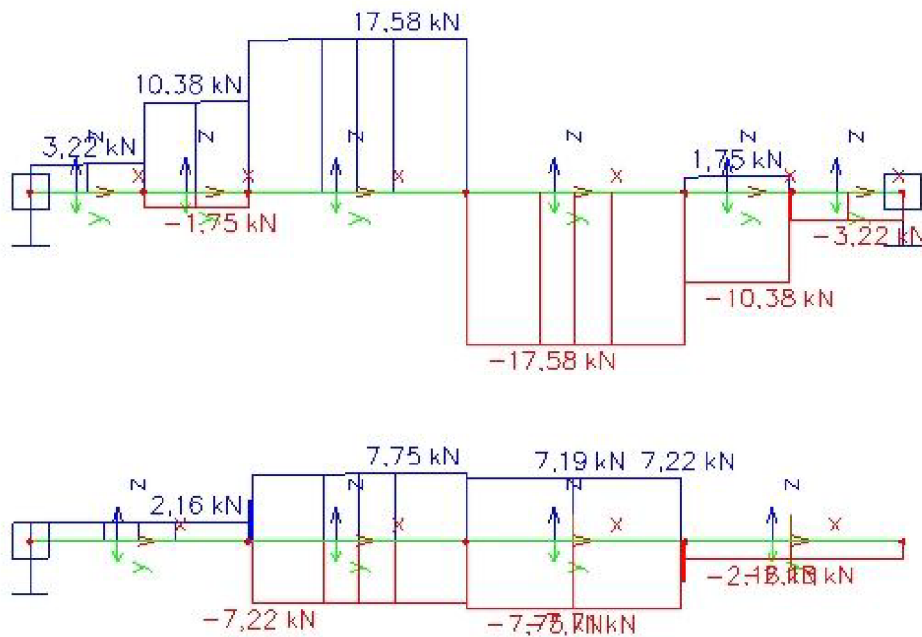 17,58 kN
10,38 kN
3,22 kN
z z z z z z
1,75 kN
x x x x x x
y y y y y y
-1,75 kN
-3,22 kN
-10,38 kN
-17,58 kN
7,75 kN
7,19 kN 7,22 kN
2,16 kN
z z z z
x x x x
y y y y
-7,22 kN